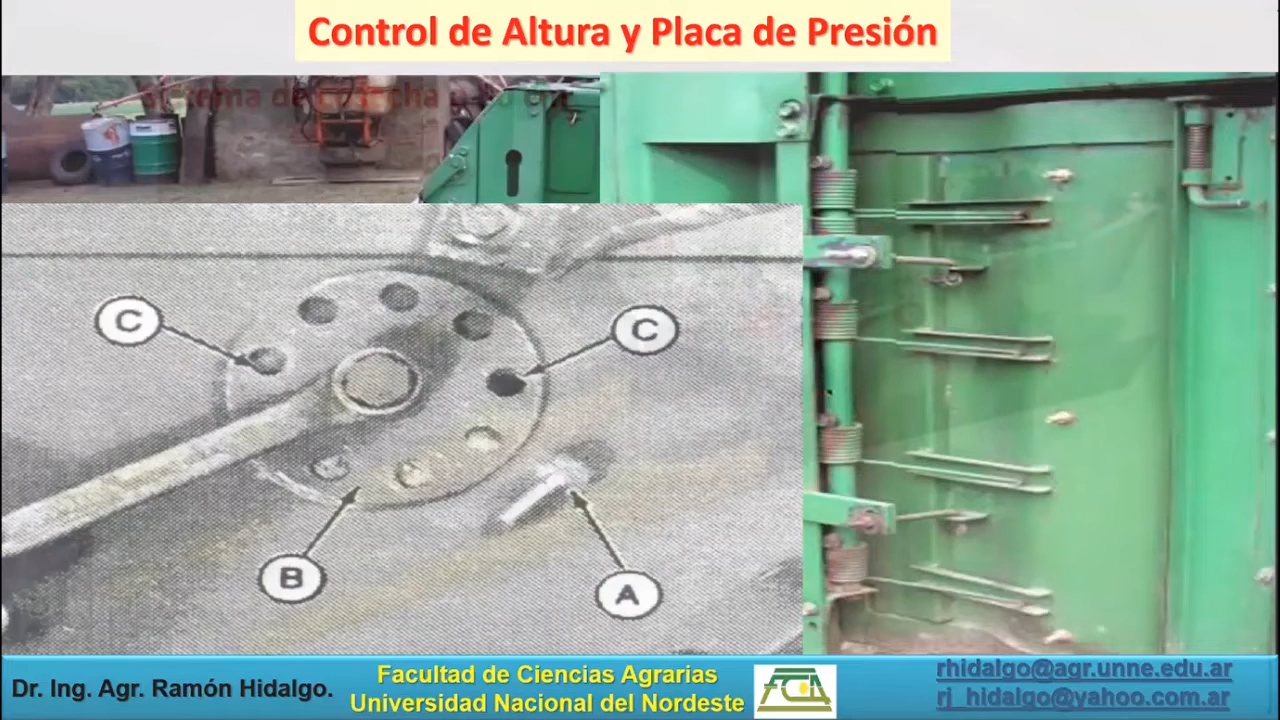 Control de Altura y Placa de Presión
C
C
B
A
Dr. Ing. Agr. Ramón Hidalgo.
Facultad de Ciencias Agrarias
Universidad Nacional del Nordeste
FCA
rhidalgo@agr.unne.edu.ar
rj_hidalgo@yahoo.com.ar